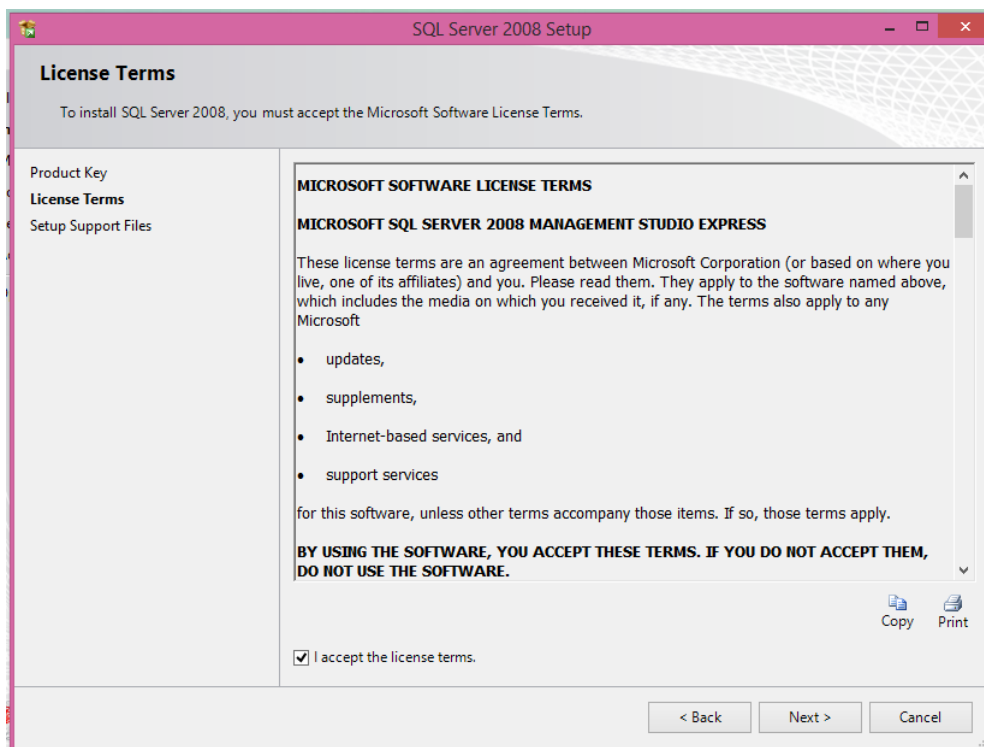 SQL Server 2008 Setup
License Terms
To install SQL Server 2008, you must accept the Microsoft Software License Terms.
Product Key
License Terms
Setup Support Files
MICROSOFT SOFTWARE LICENSE TERMS
MICROSOFT SQL SERVER 2008 MANAGEMENT STUDIO EXPRESS
These license terms are an agreement between Microsoft Corporation (or based on where you
live, one of its affiliates) and you. Please read them. They apply to the software named above,
which includes the media on which you received it, if any. The terms also apply to any
Microsoft
• updates,
• supplements,
• Internet-based services, and
• support services
for this software, unless other terms accompany those items. If so, those terms apply.
BY USING THE SOFTWARE, YOU ACCEPT THESE TERMS. IF YOU DO NOT ACCEPT THEM,
DO NOT USE THE SOFTWARE.
Copy Print
I accept the license terms.
< Back Next > Cancel